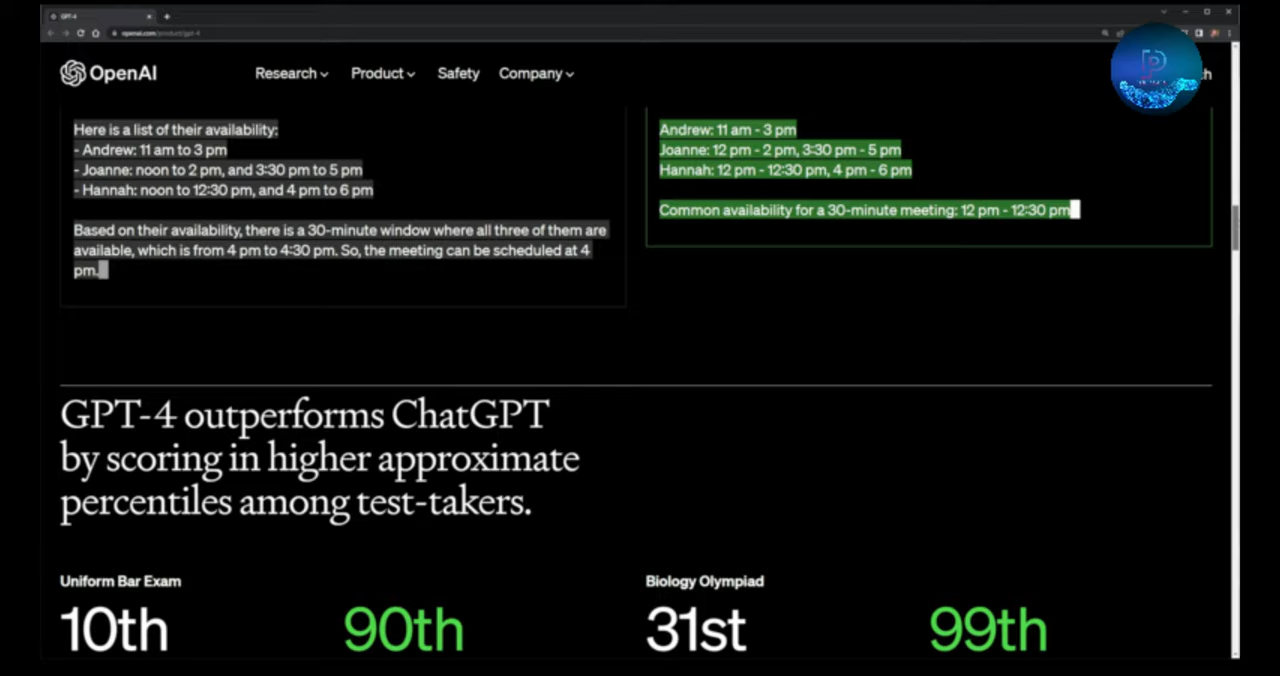 GPT-4
openai.com/product/gpt-4
OpenAI
Research
Product
Safety
Company
Here is a list of their availability:
- Andrew: 11 am to 3 pm
- Joanne: noon to 2 pm, and 3:30 pm to 5 pm
- Hannah: noon to 12:30 pm, and 4 pm to 6 pm
Based on their availability, there is a 30-minute window where all three of them are
available, which is from 4 pm to 4:30 pm. So, the meeting can be scheduled at 4
pm.
Andrew: 11 am - 3 pm
Joanne: 12 pm - 2 pm, 3:30 pm - 5 pm
Hannah: 12 pm - 12:30 pm, 4 pm - 6 pm
Common availability for a 30-minute meeting: 12 pm - 12:30 pm
GPT-4 outperforms ChatGPT
by scoring in higher approximate
percentiles among test-takers.
Uniform Bar Exam
10th
90th
Biology Olympiad
31st
99th